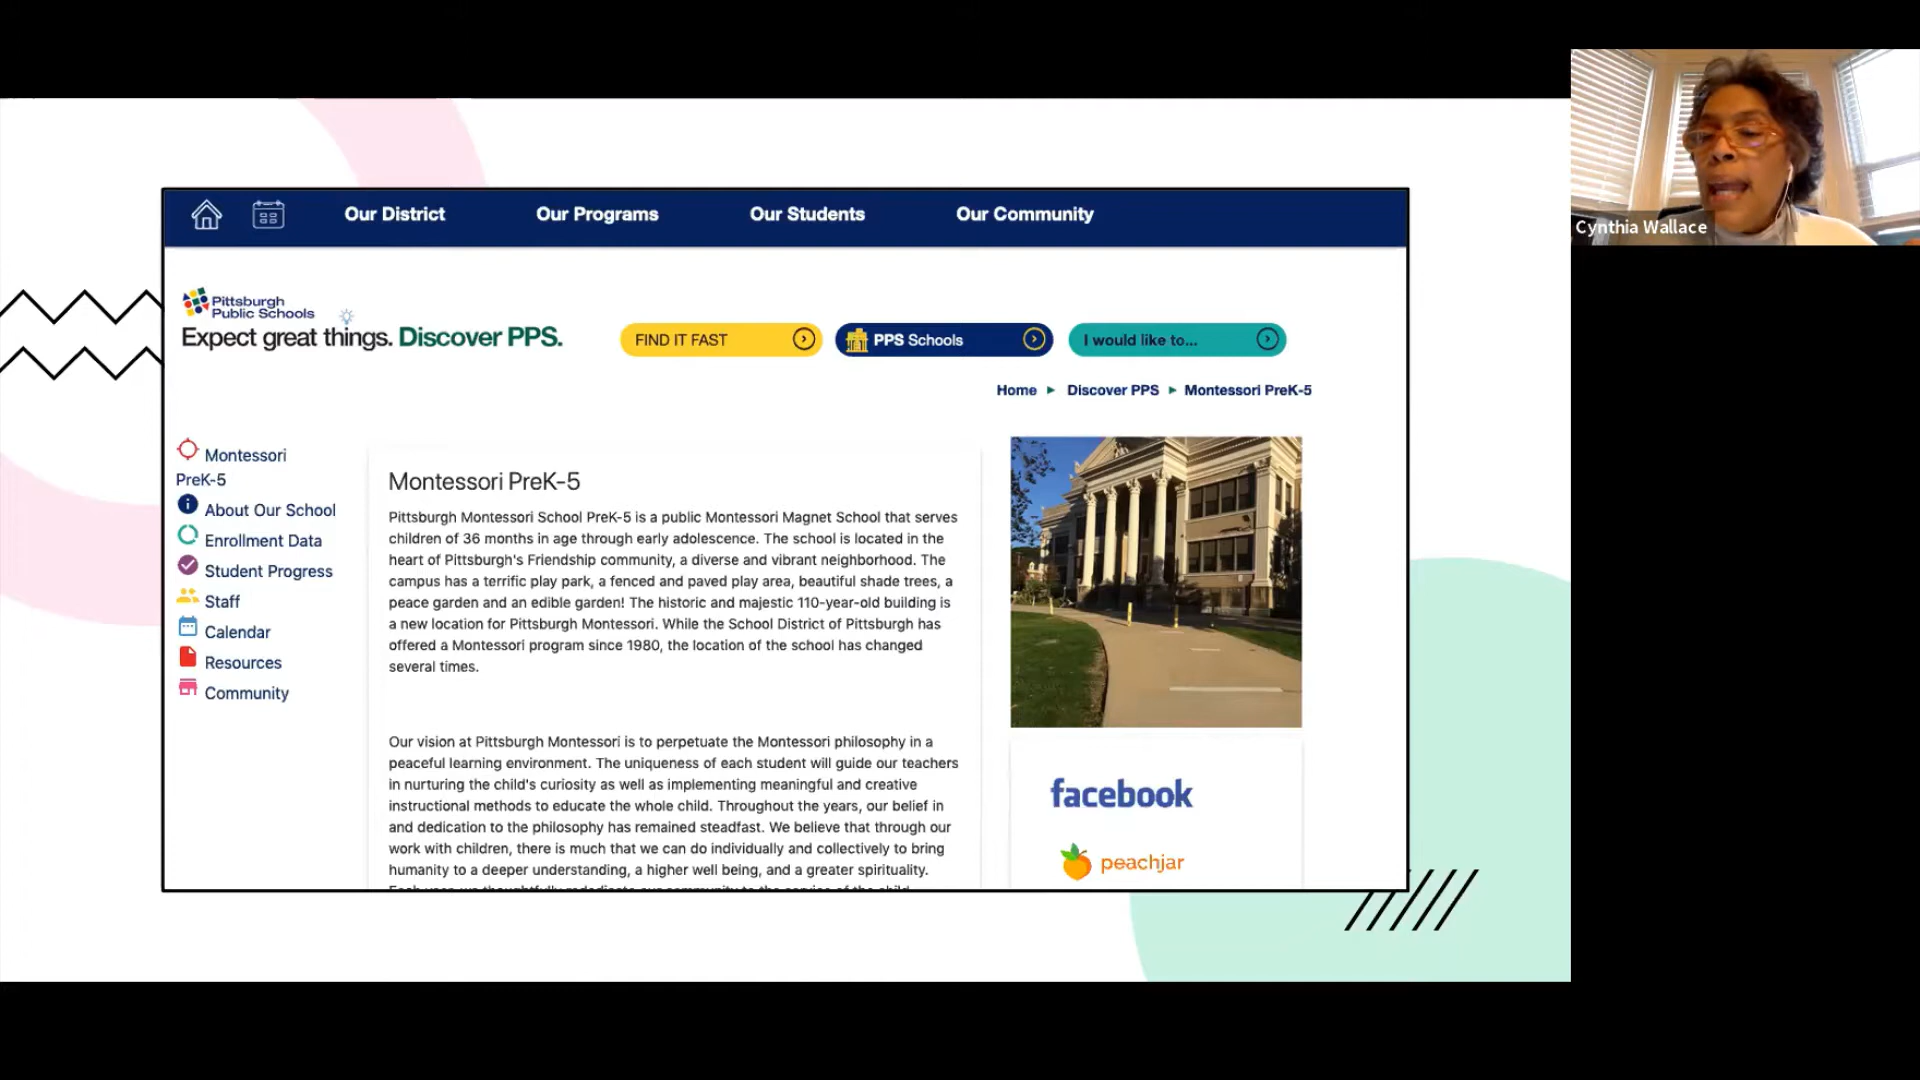 Our District
Our Programs
Our Students
Our Community
Pittsburgh
Public Schools
Expect great things. Discover PPS.
FIND IT FAST
PPS Schools
I would like to...
Home
Discover PPS
Montessori PreK-5
Montessori
PreK-5
About Our School
Enrollment Data
Student Progress
Staff
Calendar
Resources
Community
Montessori PreK-5
Pittsburgh Montessori School PreK-5 is a public Montessori Magnet School that serves
children of 36 months in age through early adolescence. The school is located in the
heart of Pittsburgh's Friendship community, a diverse and vibrant neighborhood. The
campus has a terrific play park, a fenced and paved play area, beautiful shade trees, a
peace garden and an edible garden! The historic and majestic 110-year-old building is
a new location for Pittsburgh Montessori. While the School District of Pittsburgh has
offered a Montessori program since 1980, the location of the school has changed
several times.
Our vision at Pittsburgh Montessori is to perpetuate the Montessori philosophy in a
peaceful learning environment. The uniqueness of each student will guide our teachers
in nurturing the child's curiosity as well as implementing meaningful and creative
instructional methods to educate the whole child. Throughout the years, our belief in
and dedication to the philosophy has remained steadfast. We believe that through our
work with children, there is much that we can do individually and collectively to bring
humanity to a deeper understanding, a higher well being, and a greater spirituality.
facebook
peachjar
Cynthia Wallace